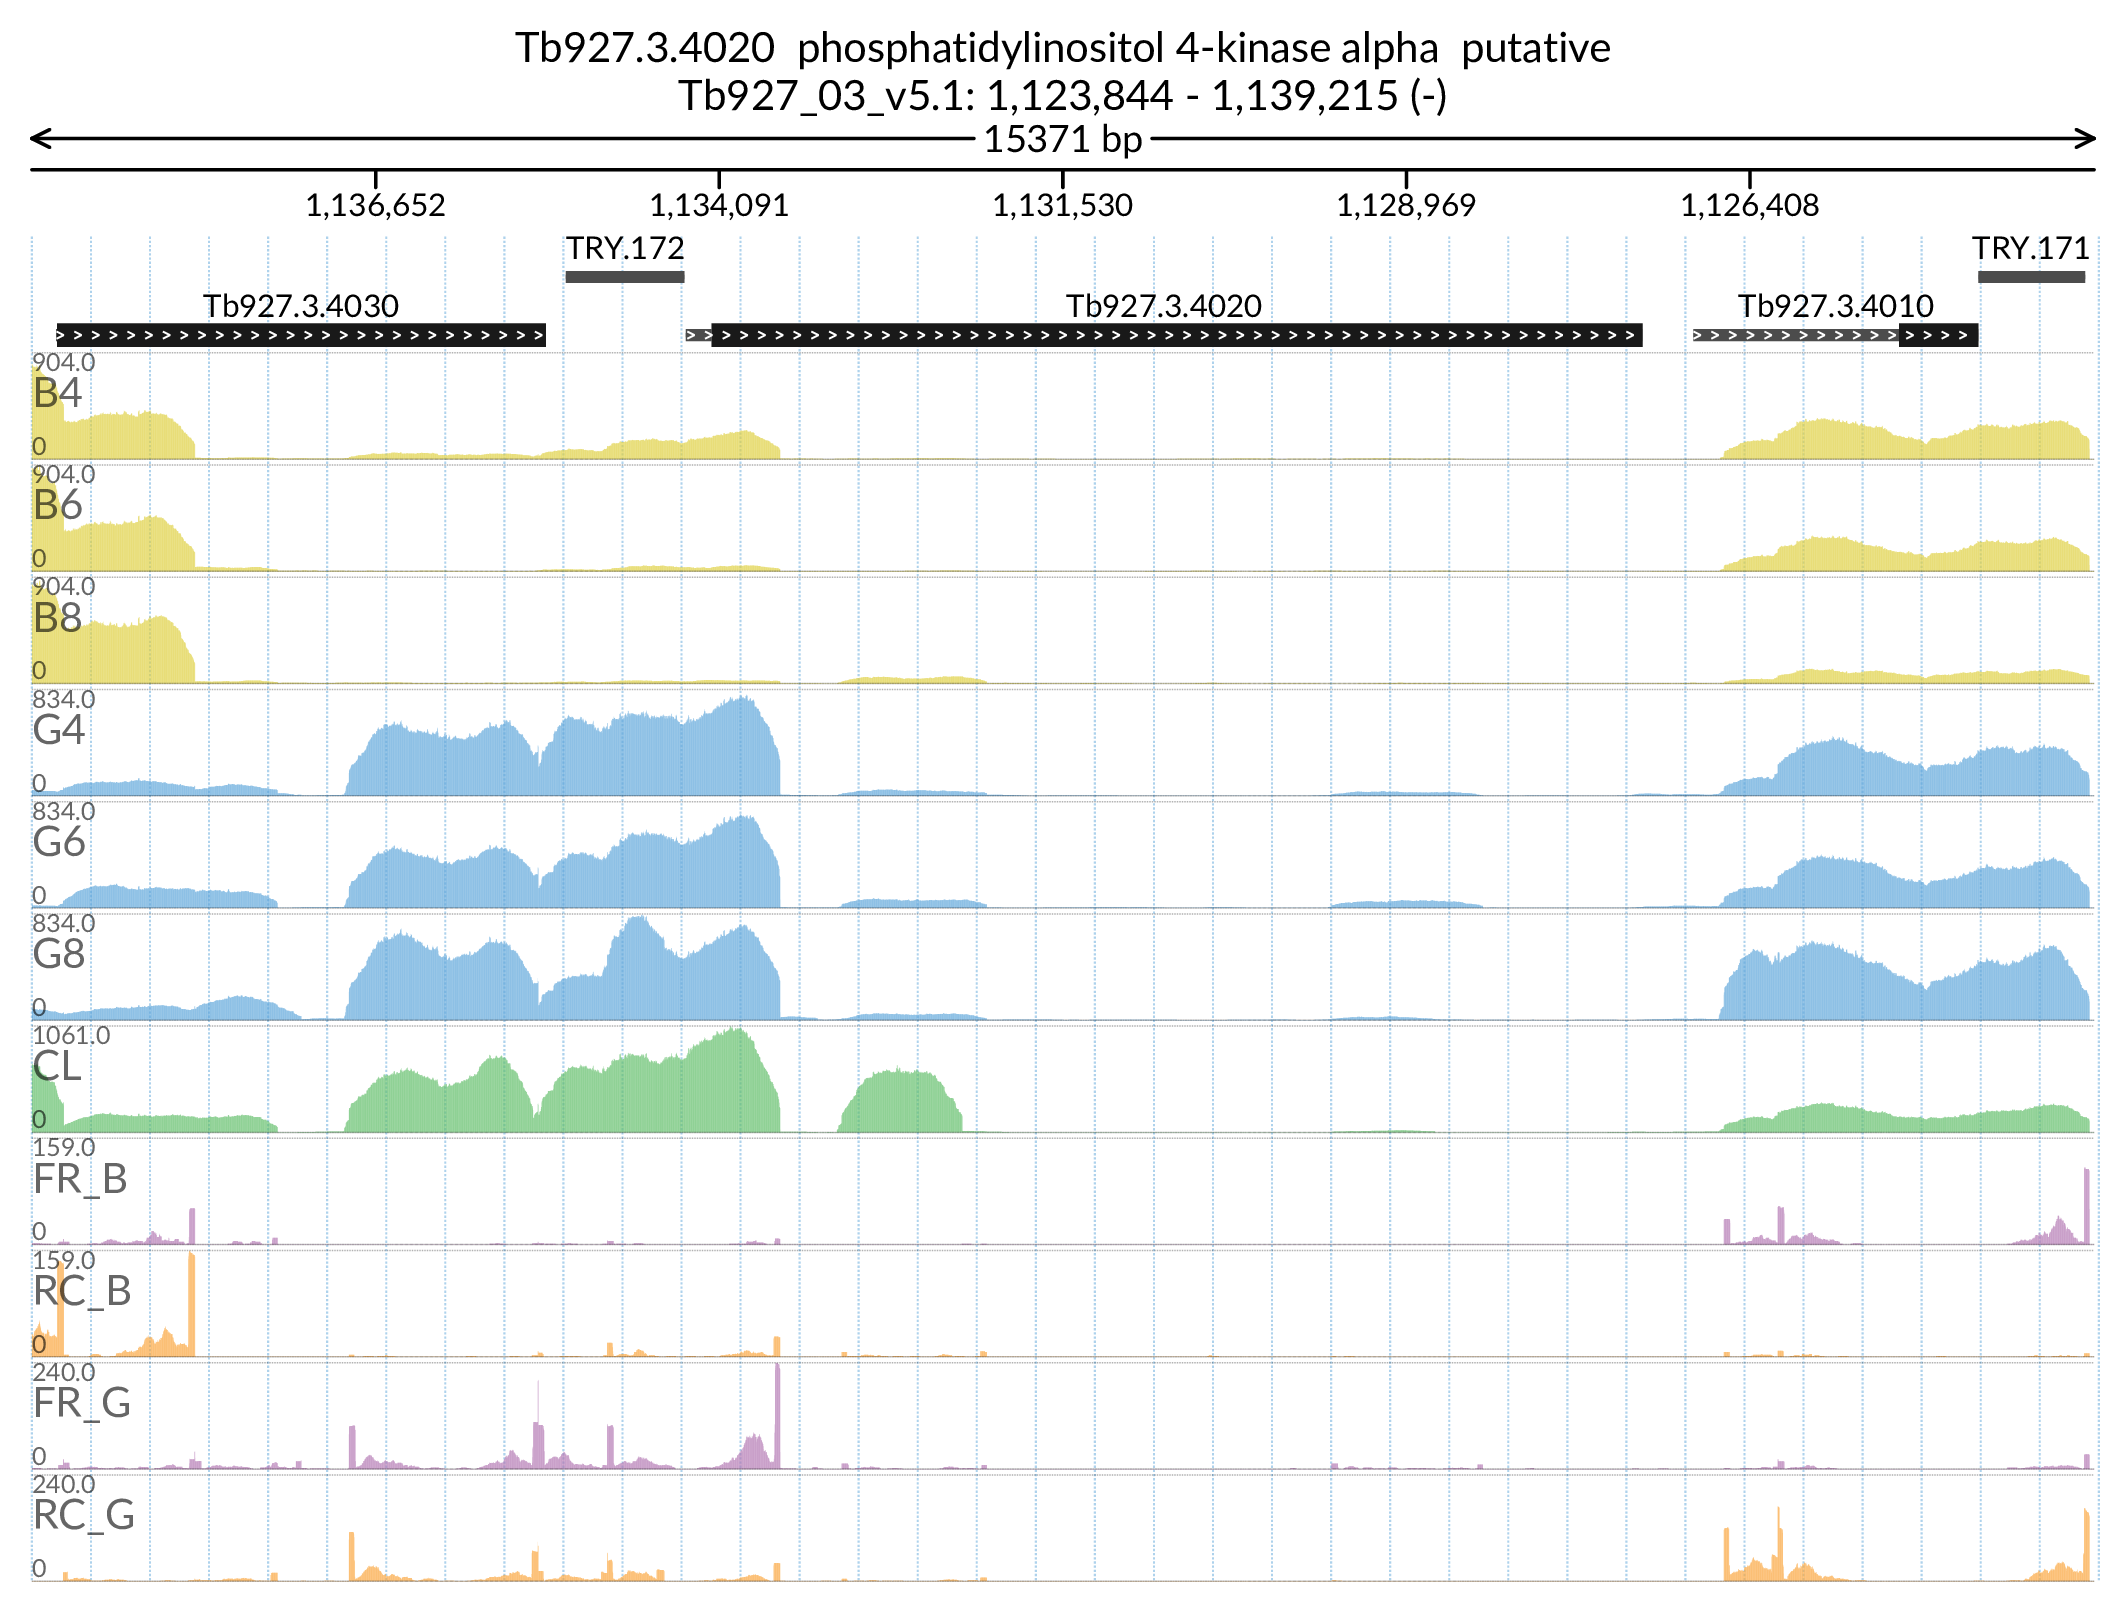 Tb927.3.4020 phosphatidylinositol 4-kinase alpha putative
Tb927_03_v5.1: 1,123,844 - 1,139,215 (-)
15371 bp
1,136,652 1,134,091 1,131,530 1,128,969 1,126,408
TRY.172 TRY.171
Tb927.3.4030 Tb927.3.4020 Tb927.3.4010
904.0
B4
0
904.0
B6
0
904.0
B8
0
834.0
G4
0
834.0
G6
0
834.0
G8
0
1061.0
CL
0
159.0
FR_B
0
159.0
RC_B
0
240.0
FR_G
0
240.0
RC_G
0